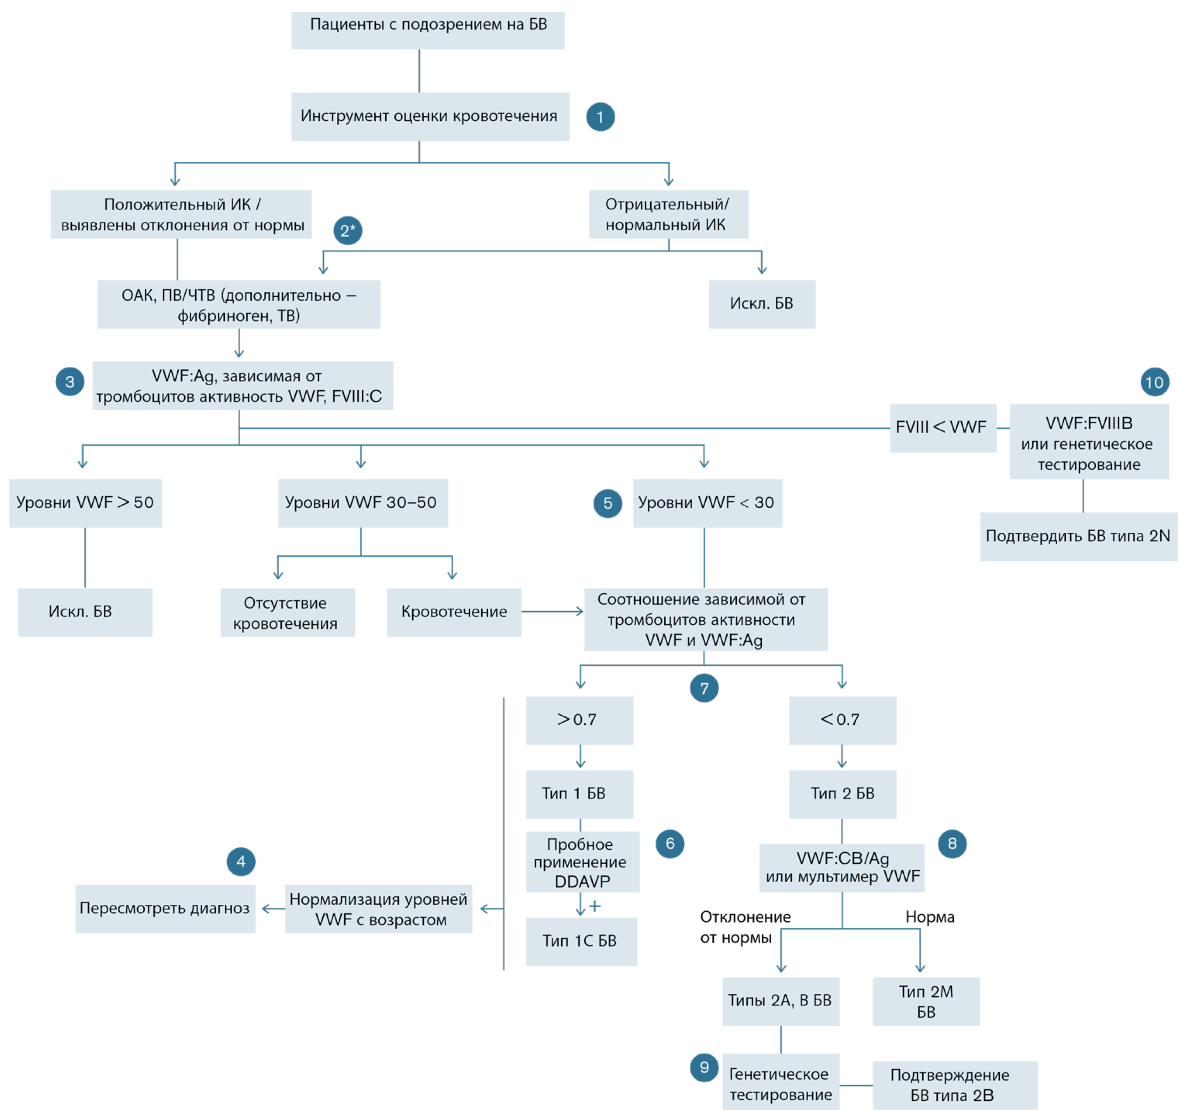 Пациенты с подозрением на БВ
Инструмент оценки кровотечения
1
Положительный ИК /
выявлены отклонения от нормы
Отрицательный/
нормальный ИК
2*
ОАК, ПВ/ЧТВ (дополнительно –
фибриноген, ТВ)
Искл. БВ
3
VWF:Ag, зависимая от
тромбоцитов активность VWF, FVIII:C
10
FVIII < VWF
VWF:FVIIIB
или генетическое
тестирование
Уровни VWF > 50
Уровни VWF 30–50
5
Уровни VWF < 30
Подтвердить БВ типа 2N
Искл. БВ
Отсутствие
кровотечения
Кровотечение
Соотношение зависимой от
тромбоцитов активности
VWF и VWF:Ag
7
> 0.7
< 0.7
Тип 1 БВ
Тип 2 БВ
Пробное
применение
DDAVP
6
8
VWF:CB/Ag
или мультимер VWF
4
Пересмотреть диагноз
Нормализация уровней
VWF с возрастом
+
Тип 1C БВ
Отклонение
от нормы
Норма
Типы 2A, B БВ
Тип 2M
БВ
9
Генетическое
тестирование
Подтверждение
БВ типа 2B